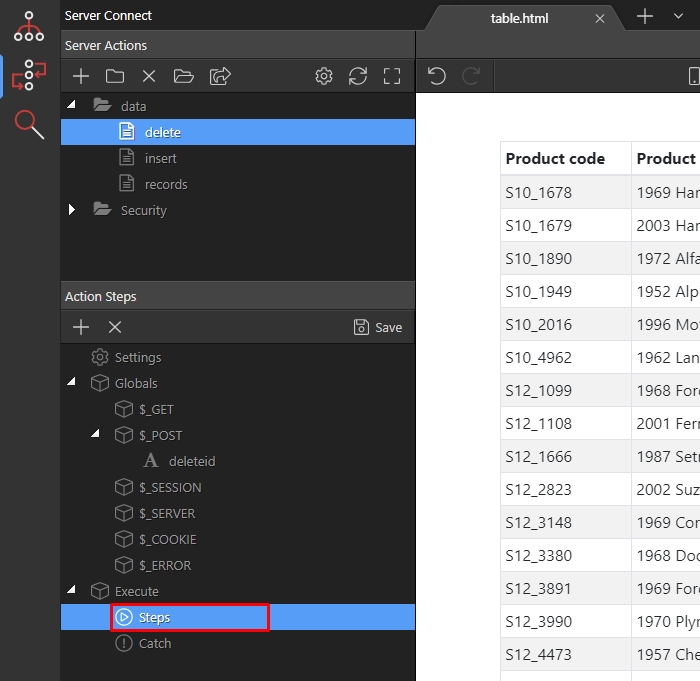 Server Connect
Server Actions
data
delete
insert
records
Security
Action Steps
Save
Settings
Globals
$_GET
$_POST
A deleteid
$_SESSION
$_SERVER
$_COOKIE
$_ERROR
Execute
Steps
Catch
table.html
Product code Product
S10_1678 1969 Har
S10_1679 2003 Har
S10_1890 1972 Alfa
S10_1949 1952 Alp
S10_2016 1996 Mo
S10_4962 1962 Lan
S12_1099 1968 For
S12_1108 2001 Fer
S12_1666 1987 Set
S12_2823 2002 Suz
S12_3148 1969 Cor
S12_3380 1968 Do
S12_3891 1969 For
S12_3990 1970 Ply
S12_4473 1957 Che